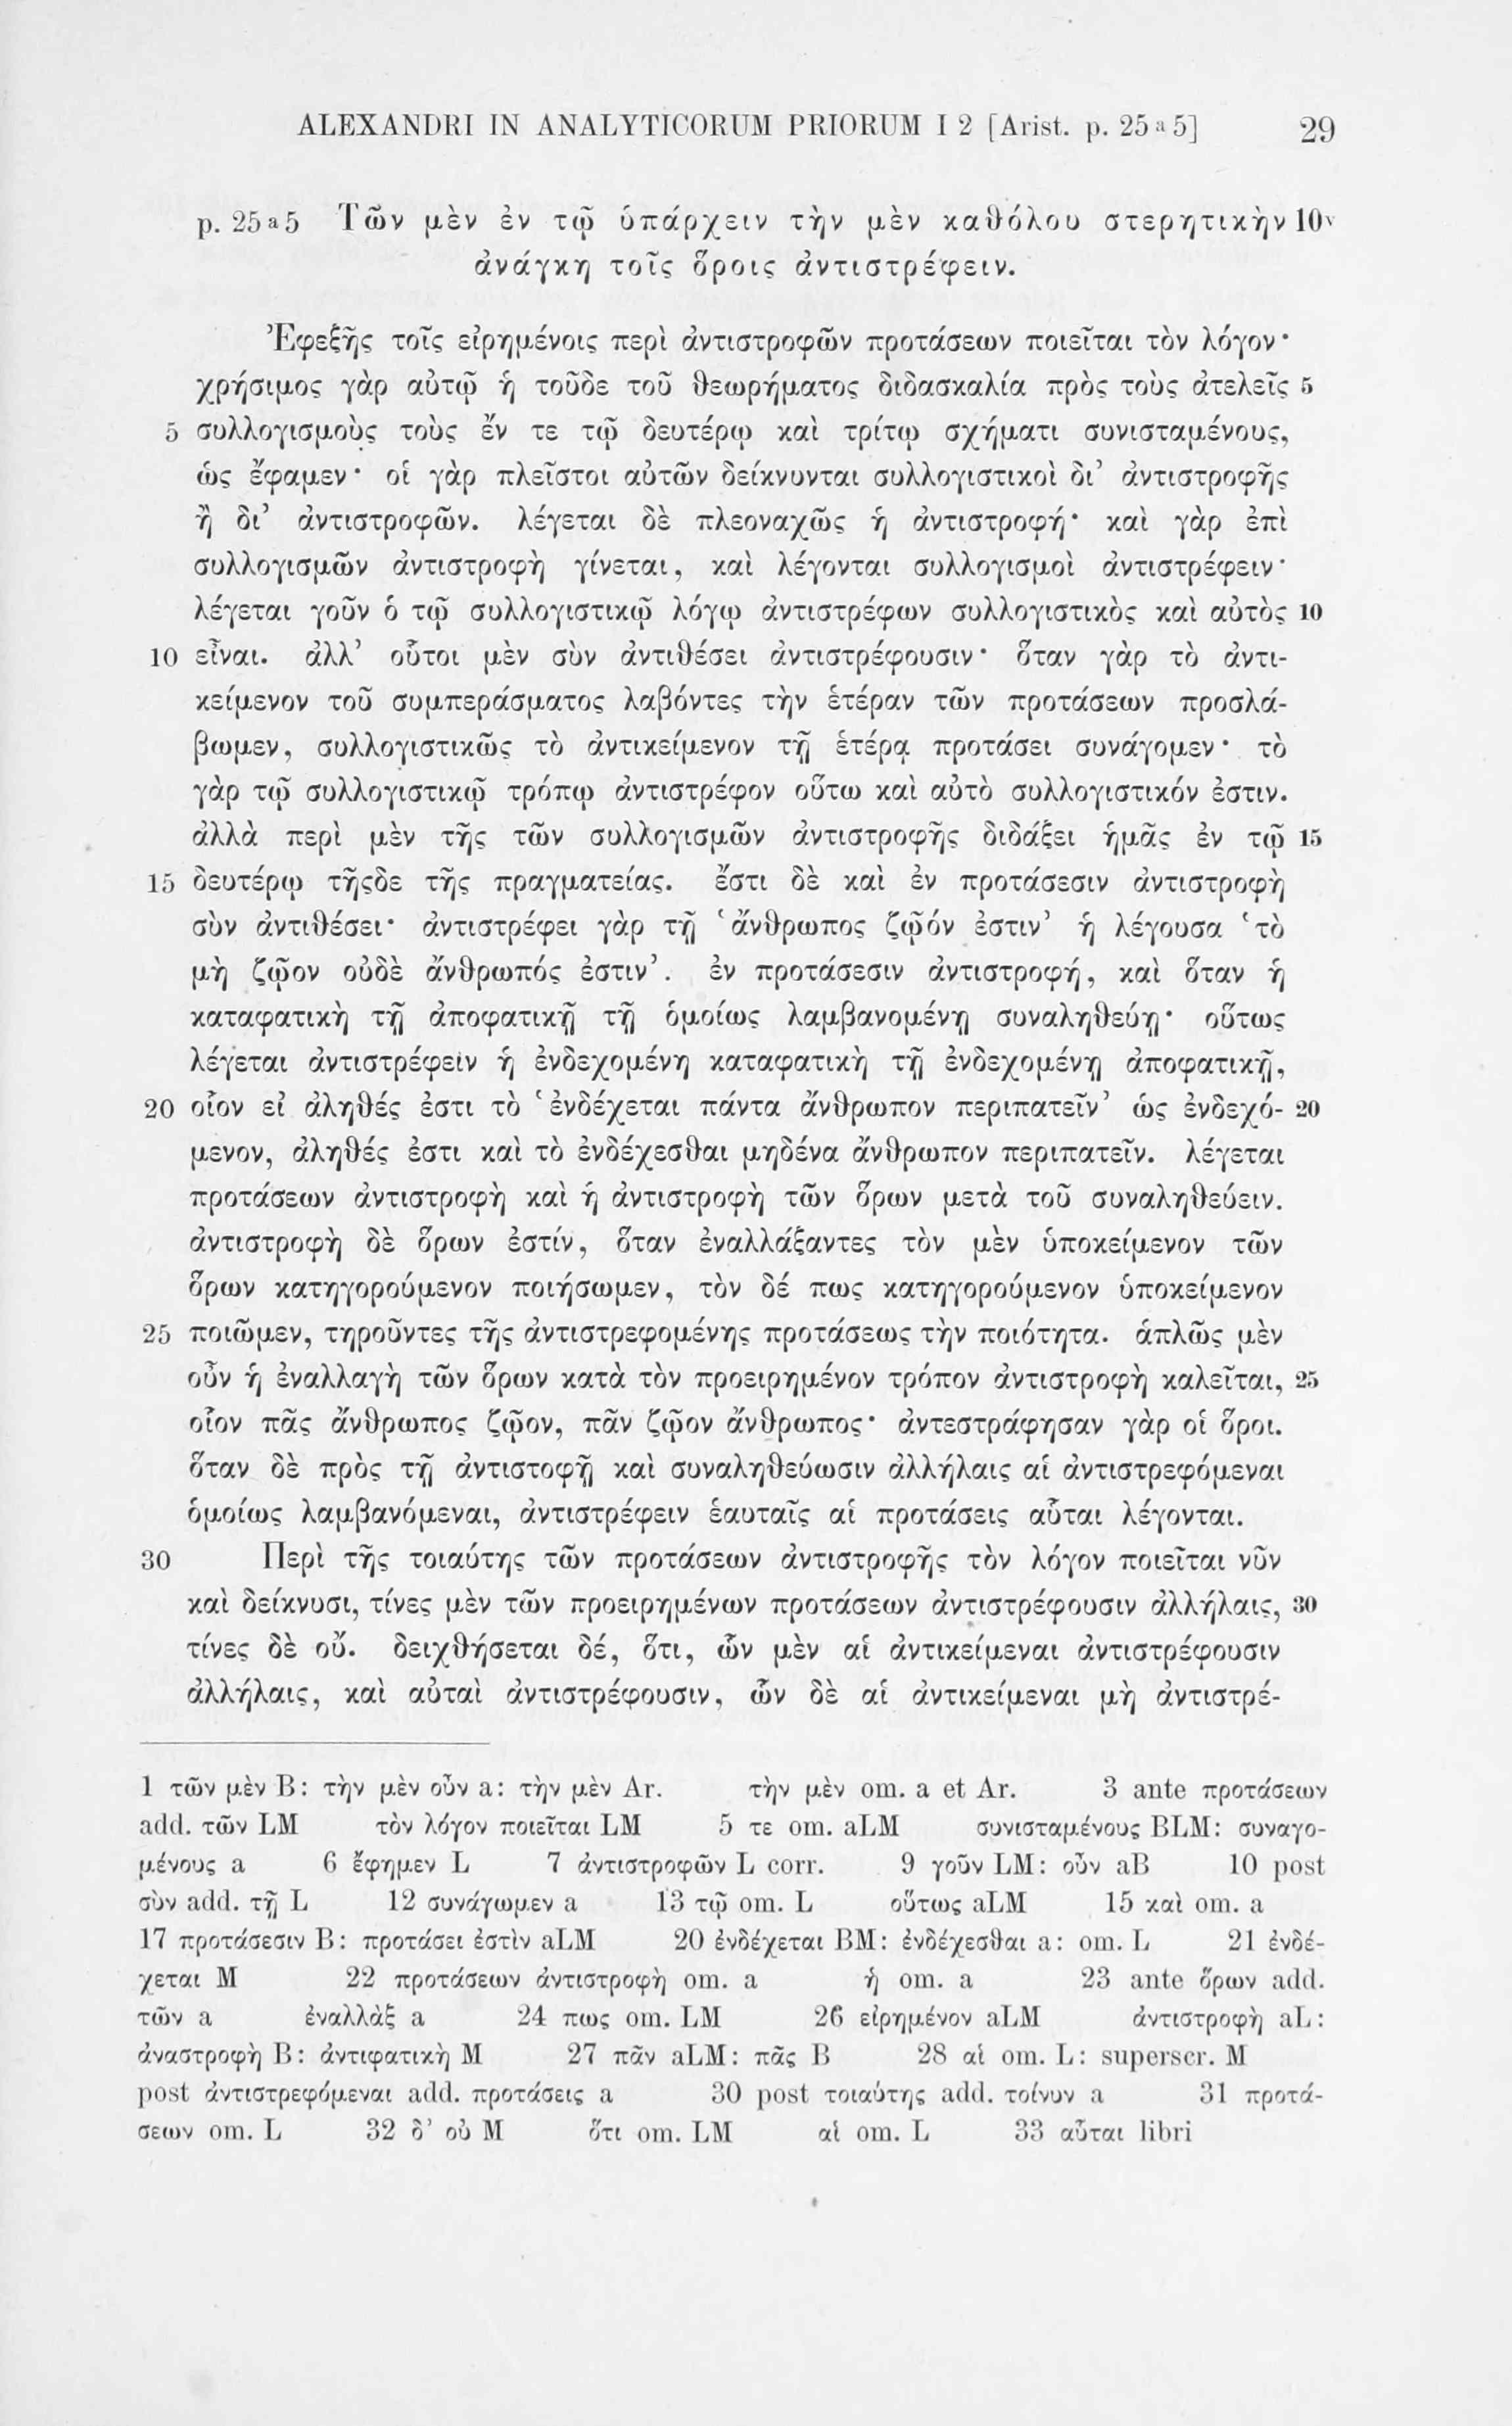 ALEXANDRI IN ANALYTICORUM PRIORUM I 2 [Arist. p. 25 a 5] 29
p. 25 a 5 Τῶν μὲν ἐν τῷ ὑπάρχειν τὴν μὲν καθόλου στερητικὴν 10v
ἀνάγκη τοῖς ὅροις ἀντιστρέφειν.
Ἐφεξῆς τοῖς εἰρημένοις περὶ ἀντιστροφῶν προτάσεων ποιεῖται τὸν λόγον·
χρήσιμος γὰρ αὐτῷ ἡ τοῦδε τοῦ θεωρήματος διδασκαλία πρὸς τοὺς ἀτελεῖς 5
5 συλλογισμοὺς τοὺς ἔν τε τῷ δευτέρῳ καὶ τρίτῳ σχήματι συνισταμένους,
ὡς ἔφαμεν· οἱ γὰρ πλεῖστοι αὐτῶν δείκνυνται συλλογιστικοὶ δι’ ἀντιστροφῆς
ἢ δι’ ἀντιστροφῶν. λέγεται δὲ πλεοναχῶς ἡ ἀντιστροφή· καὶ γὰρ ἐπὶ
συλλογισμῶν ἀντιστροφὴ γίνεται, καὶ λέγονται συλλογισμοὶ ἀντιστρέφειν·
λέγεται γοῦν ὁ τῷ συλλογιστικῷ λόγῳ ἀντιστρέφων συλλογιστικὸς καὶ αὐτὸς 10
10 εἶναι. ἀλλ’ οὗτοι μὲν σὺν ἀντιθέσει ἀντιστρέφουσιν· ὅταν γὰρ τὸ ἀντι-
κείμενον τοῦ συμπεράσματος λαβόντες τὴν ἑτέραν τῶν προτάσεων προσλά-
βωμεν, συλλογιστικῶς τὸ ἀντικείμενον τῇ ἑτέρᾳ προτάσει συνάγομεν· τὸ
γὰρ τῷ συλλογιστικῷ τρόπῳ ἀντιστρέφον οὕτω καὶ αὐτὸ συλλογιστικόν ἐστιν.
ἀλλὰ περὶ μὲν τῆς τῶν συλλογισμῶν ἀντιστροφῆς διδάξει ἡμᾶς ἐν τῷ 15
15 δευτέρῳ τῆςδε τῆς πραγματείας. ἔστι δὲ καὶ ἐν προτάσεσιν ἀντιστροφὴ
σὺν ἀντιθέσει· ἀντιστρέφει γὰρ τῇ ‘ἄνθρωπος ζῷόν ἐστιν’ ἡ λέγουσα ‘τὸ
μὴ ζῷον οὐδὲ ἄνθρωπός ἐστιν’. ἐν προτάσεσιν ἀντιστροφή, καὶ ὅταν ἡ
καταφατικὴ τῇ ἀποφατικῇ τῇ ὁμοίως λαμβανομένῃ συναληθεύῃ· οὕτως
λέγεται ἀντιστρέφειν ἡ ἐνδεχομένη καταφατικὴ τῇ ἐνδεχομένῃ ἀποφατικῇ,
20 οἷον εἰ ἀληθές ἐστι τὸ ‘ἐνδέχεται πάντα ἄνθρωπον περιπατεῖν’ ὡς ἐνδεχό- 20
μενον, ἀληθές ἐστι καὶ τὸ ἐνδέχεσθαι μηδένα ἄνθρωπον περιπατεῖν. λέγεται
προτάσεων ἀντιστροφὴ καὶ ἡ ἀντιστροφὴ τῶν ὅρων μετὰ τοῦ συναληθεύειν.
ἀντιστροφὴ δὲ ὅρων ἐστίν, ὅταν ἐναλλάξαντες τὸν μὲν ὑποκείμενον τῶν
ὅρων κατηγορούμενον ποιήσωμεν, τὸν δέ πως κατηγορούμενον ὑποκείμενον
25 ποιῶμεν, τηροῦντες τῆς ἀντιστρεφομένης προτάσεως τὴν ποιότητα. ἁπλῶς μὲν
οὖν ἡ ἐναλλαγὴ τῶν ὅρων κατὰ τὸν προειρημένον τρόπον ἀντιστροφὴ καλεῖται, 25
οἷον πᾶς ἄνθρωπος ζῷον, πᾶν ζῷον ἄνθρωπος· ἀντεστράφησαν γὰρ οἱ ὅροι.
ὅταν δὲ πρὸς τῇ ἀντιστοφῇ καὶ συναληθεύωσιν ἀλλήλαις αἱ ἀντιστρεφόμεναι
ὁμοίως λαμβανόμεναι, ἀντιστρέφειν ἑαυταῖς αἱ προτάσεις αὗται λέγονται.
30 Περὶ τῆς τοιαύτης τῶν προτάσεων ἀντιστροφῆς τὸν λόγον ποιεῖται νῦν
καὶ δείκνυσι, τίνες μὲν τῶν προειρημένων προτάσεων ἀντιστρέφουσιν ἀλλήλαις, 30
τίνες δὲ οὔ. δειχθήσεται δέ, ὅτι, ὧν μὲν αἱ ἀντικείμεναι ἀντιστρέφουσιν
ἀλλήλαις, καὶ αὐταὶ ἀντιστρέφουσιν, ὧν δὲ αἱ ἀντικείμεναι μὴ ἀντιστρέ-
1 τῶν μὲν B: τὴν μὲν οὖν a: τὴν μὲν Ar. τὴν μὲν om. a et Ar. 3 ante προτάσεων
add. τῶν LM τὸν λόγον ποιεῖται LM 5 τε om. aLM συνισταμένους BLM: συναγο-
μένους a 6 ἔφημεν L 7 ἀντιστροφῶν L corr. 9 γοῦν LM: οὖν aB 10 post
σὺν add. τῇ L 12 συνάγωμεν a 13 τῷ om. L οὕτως aLM 15 καὶ om. a
17 προτάσεσιν B: προτάσει ἐστὶν aLM 20 ἐνδέχεται BM: ἐνδέχεσθαι a: om. L 21 ἐνδέ-
χεται M 22 προτάσεων ἀντιστροφὴ om. a ἡ om. a 23 ante ὅρων add.
τῶν a ἐναλλὰξ a 24 πως om. LM 26 εἰρημένον aLM ἀντιστροφὴ aL:
ἀναστροφὴ B: ἀντιφατικὴ M 27 πᾶν aLM: πᾶς B 28 αἱ om. L: superscr. M
post ἀντιστρεφόμεναι add. προτάσεις a 30 post τοιαύτης add. τοίνυν a 31 προτά-
σεων om. L 32 δ’ οὐ M ὅτι om. LM αἱ om. L 33 αὗται libri